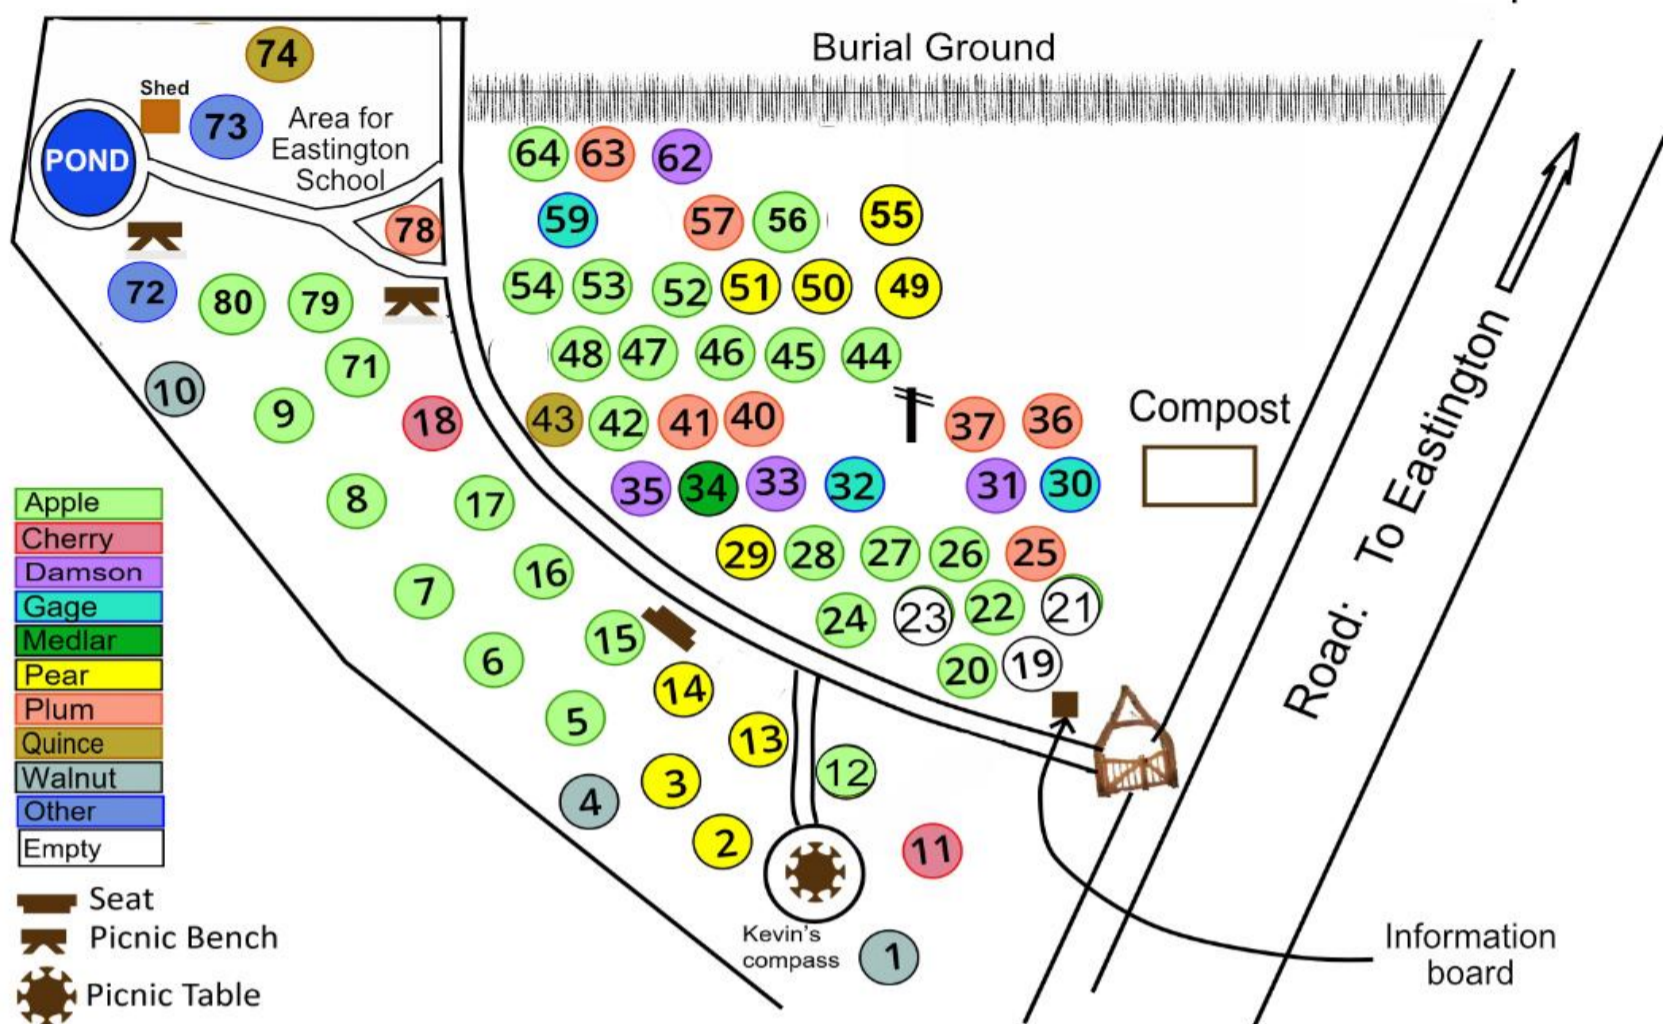 Burial Ground
74
Shed
73
Area for
Eastington
School
POND
64 63 62
78
59 57 56 55
72 80 79
54 53 52 51 50 49
71
48 47 46 45 44
10 9 18
43 42 41 40 37 36
Compost
35 34 33 32 31 30
8 17
29 28 27 26 25
7 16
24 23 22 21
6 15
20 19
5 14
13
4 3 12
2 11
Kevin's
compass
1
Road: To Eastington
Information
board
Apple
Cherry
Damson
Gage
Medlar
Pear
Plum
Quince
Walnut
Other
Empty
Seat
Picnic Bench
Picnic Table